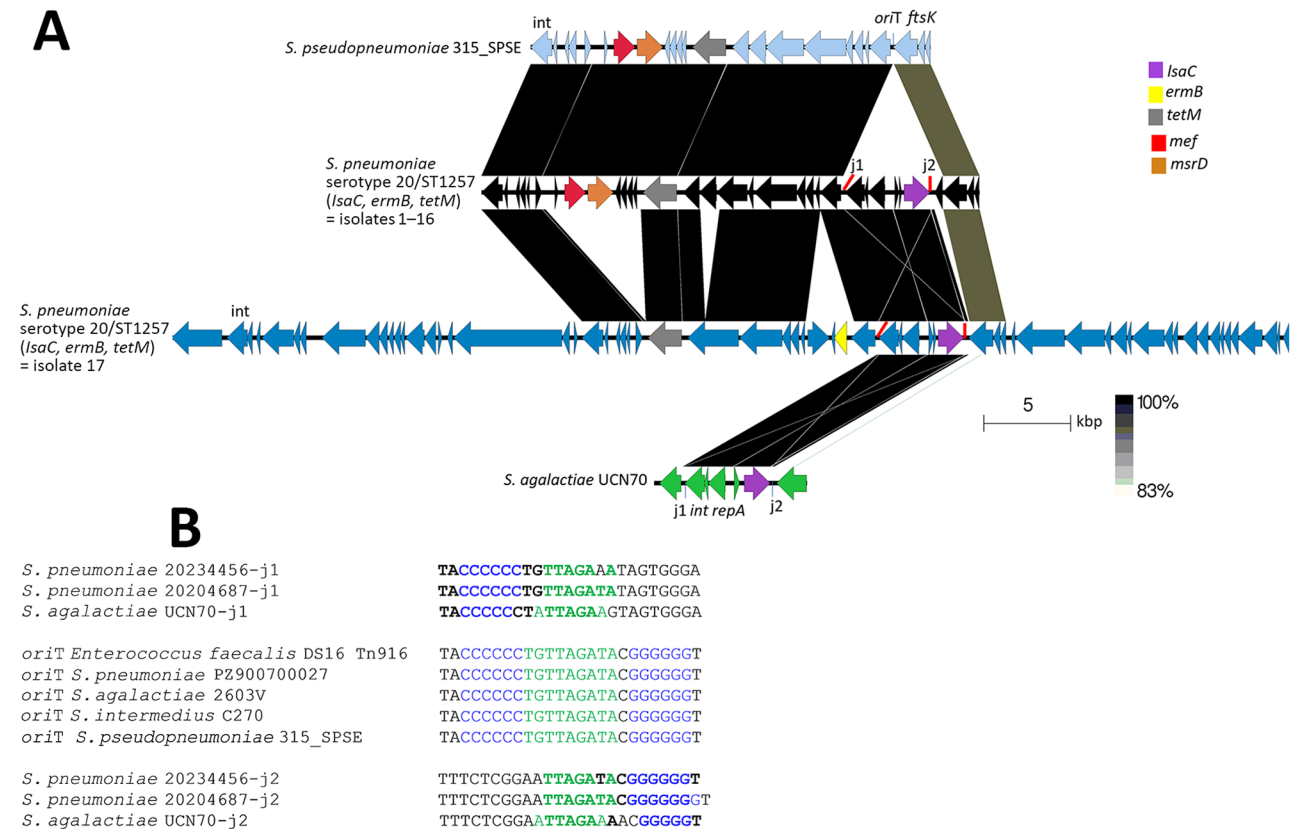 A
int
oriT ftsK
S. pseudopneumoniae 315_SPSE
lsaC
ermB
tetM
mef
msrD
S. pneumoniae
serotype 20/ST1257
(lsaC, ermB, tetM)
= isolates 1–16
j1
j2
S. pneumoniae
serotype 20/ST1257
(lsaC, ermB, tetM)
= isolate 17
int
5
kbp
100%
83%
S. agalactiae UCN70
j1 int repA j2
B
S. pneumoniae 20234456-j1 TACCCCCCTGTTAGAAATAGTGGGA
S. pneumoniae 20204687-j1 TACCCCCCTGTTAGATATAGTGGGA
S. agalactiae UCN70-j1 TACCCCCCTATTAGAAGTAGTGGGA
oriT Enterococcus faecalis DS16 Tn916 TACCCCCCTGTTAGATACGGGGGGT
oriT S.pneumoniae PZ900700027 TACCCCCCTGTTAGATACGGGGGGT
oriT S.agalactiae 2603V TACCCCCCTGTTAGATACGGGGGGT
oriT S.intermedius C270 TACCCCCCTGTTAGATACGGGGGGT
oriT S.pseudopneumoniae 315_SPSE TACCCCCCTGTTAGATACGGGGGGT
S. pneumoniae 20234456-j2 TTTCTCGGAATTAGATACGGGGGGT
S. pneumoniae 20204687-j2 TTTCTCGGAATTAGATACGGGGGGGT
S. agalactiae UCN70-j2 TTTCTCGGAATTAGAAAACGGGGGT